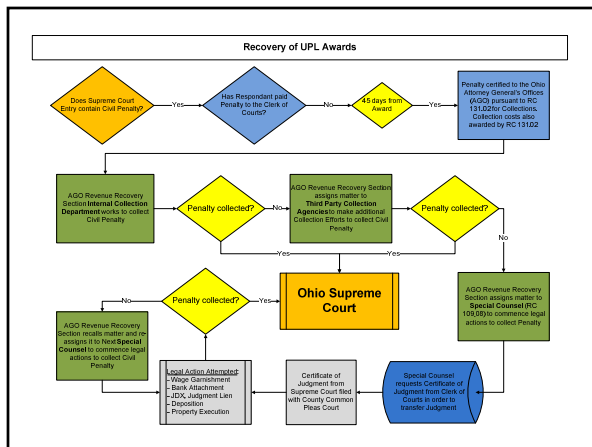 Recovery of UPL Awards
Does Supreme Court
Entry contain Civil Penalty?
Yes
Has Respondant paid
Penalty to the Clerk of
Courts?
No
45 days from
Award
Yes
Penalty certified to the Ohio
Attorney General's Offices
(AGO) pursuant to RC
131.02for Collections.
Collection costs also
awarded by RC 131.02
AGO Revenue Recovery
Section Internal Collection
Department works to collect
Civil Penalty
Penalty collected?
No
AGO Revenue Recovery Section
assigns matter to
Third Party Collection
Agencies to make additional
Collection Efforts to collect Civil
Penalty
Penalty collected?
Yes
Yes
No
Ohio Supreme
Court
AGO Revenue Recovery
Section assigns matter to
Special Counsel (RC
109,08) to commence legal
actions to collect Penalty
Special Counsel
requests Certificate of
Judgment from Clerk of
Courts in order to
transfer Judgment
Certificate of
Judgment from
Supreme Court filed
with County Common
Pleas Court
Legal Action Attempted:
– Wage Garnishment
– Bank Attachment
– JDX, Judgment Lien
– Deposition
– Property Execution
Penalty collected?
Yes
No
AGO Revenue Recovery
Section recalls matter and re-
assigns it to Next Special
Counsel to commence legal
actions to collect Civil
Penalty